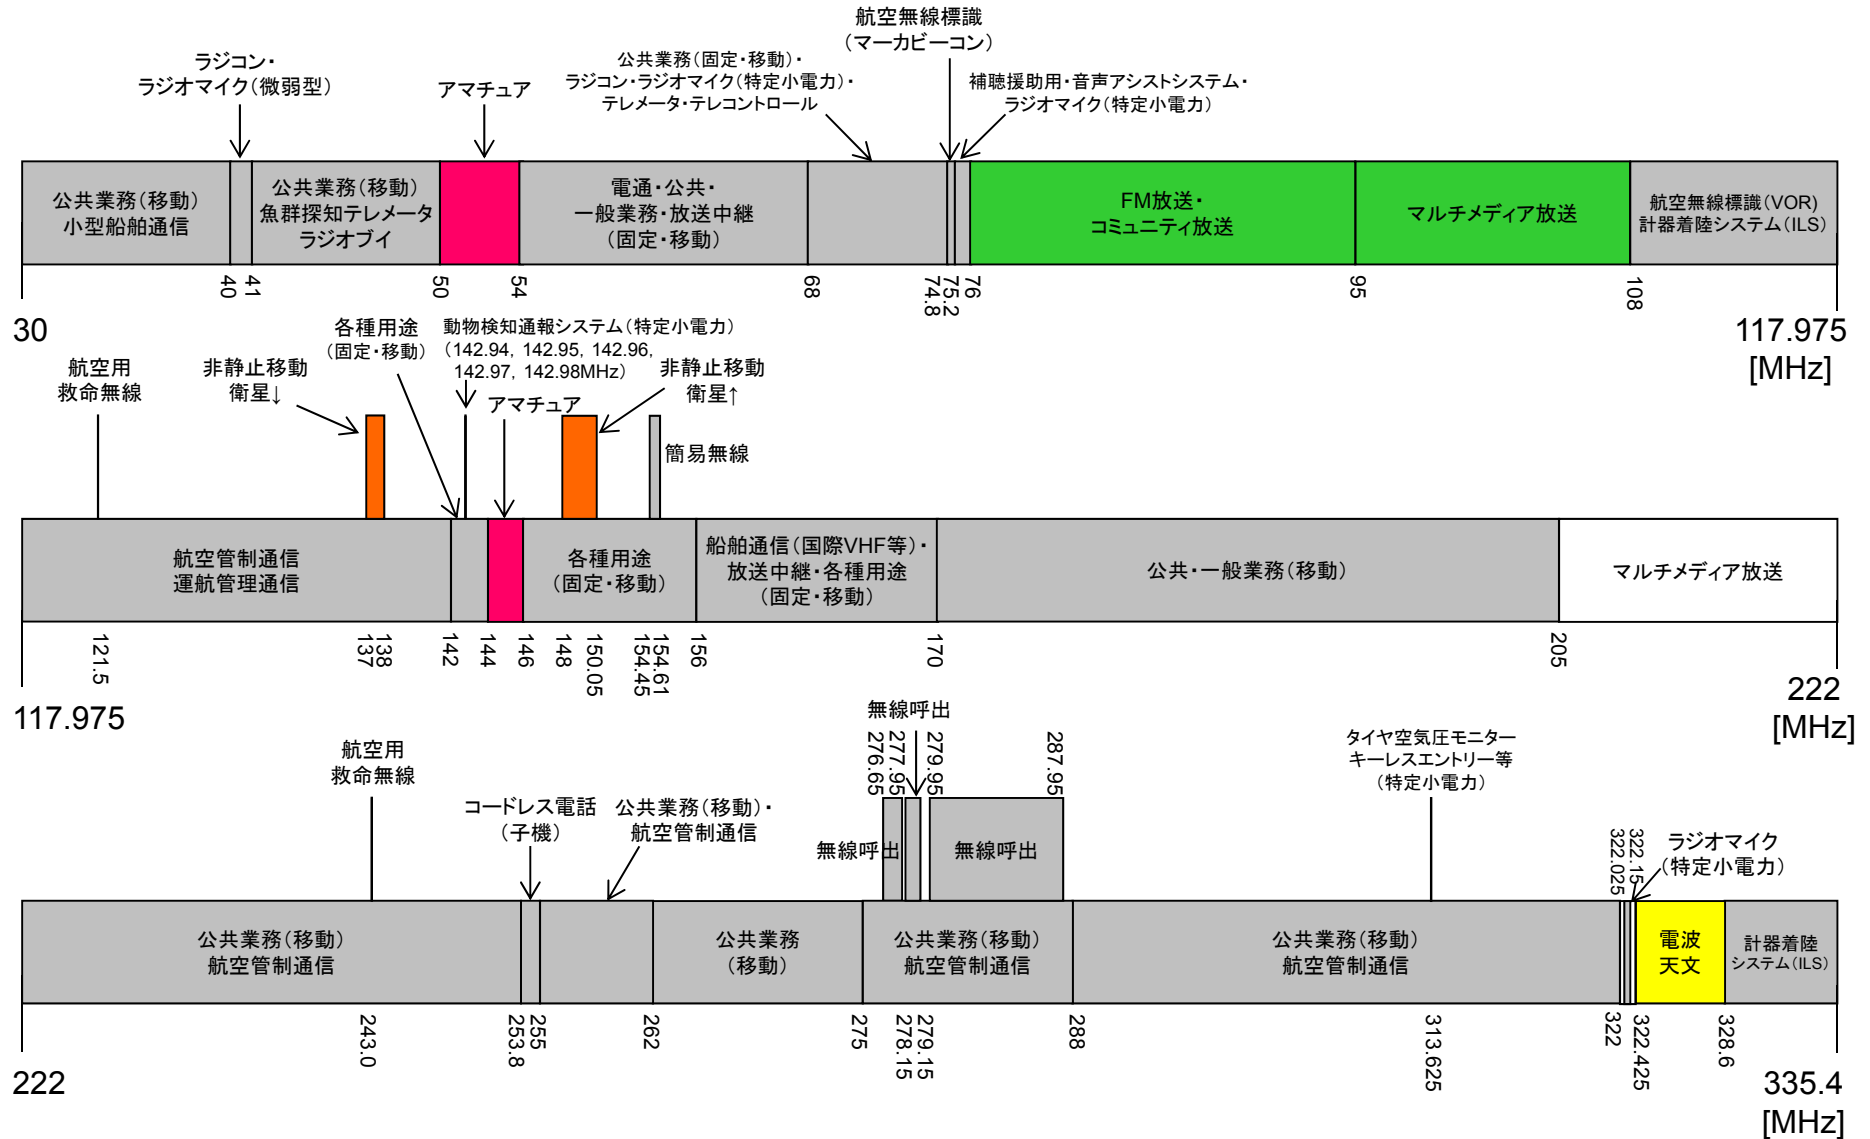 ラジコン・
ラジオマイク(微弱型)
アマチュア
公共業務(固定・移動)・
ラジコン・ラジオマイク(特定小電力)・
テレメータ・テレコントロール
航空無線標識
(マーカビーコン)
補聴援助用・音声アシストシステム・
ラジオマイク(特定小電力)
公共業務(移動)
小型船舶通信
公共業務(移動)
魚群探知テレメータ
ラジオブイ
電通・公共・
一般業務・放送中継
(固定・移動)
FM放送・
コミュニティ放送
マルチメディア放送
航空無線標識(VOR)
計器着陸システム(ILS)
40
41
50
54
68
74.8
75.2
76
95
108
30
117.975
[MHz]
航空用
救命無線
非静止移動
衛星↓
各種用途
(固定・移動)
動物検知通報システム(特定小電力)
(142.94, 142.95, 142.96,
142.97, 142.98MHz)
アマチュア
非静止移動
衛星↑
簡易無線
航空管制通信
運航管理通信
各種用途
(固定・移動)
船舶通信(国際VHF等)・
放送中継・各種用途
(固定・移動)
公共・一般業務(移動)
マルチメディア放送
121.5
137
138
142
144
146
148
150.05
154.45
154.61
156
170
205
117.975
222
[MHz]
航空用
救命無線
コードレス電話
(子機)
公共業務(移動)・
航空管制通信
無線呼出
276.65
277.95
279.95
287.95
無線呼出
無線呼出
タイヤ空気圧モニター
キーレスエントリー等
(特定小電力)
322.025
322.15
ラジオマイク
(特定小電力)
公共業務(移動)
航空管制通信
公共業務
(移動)
公共業務(移動)
航空管制通信
公共業務(移動)
航空管制通信
電波
天文
計器着陸
システム(ILS)
243.0
253.8
255
262
275
278.15
279.15
288
313.625
322
322.425
328.6
222
335.4
[MHz]